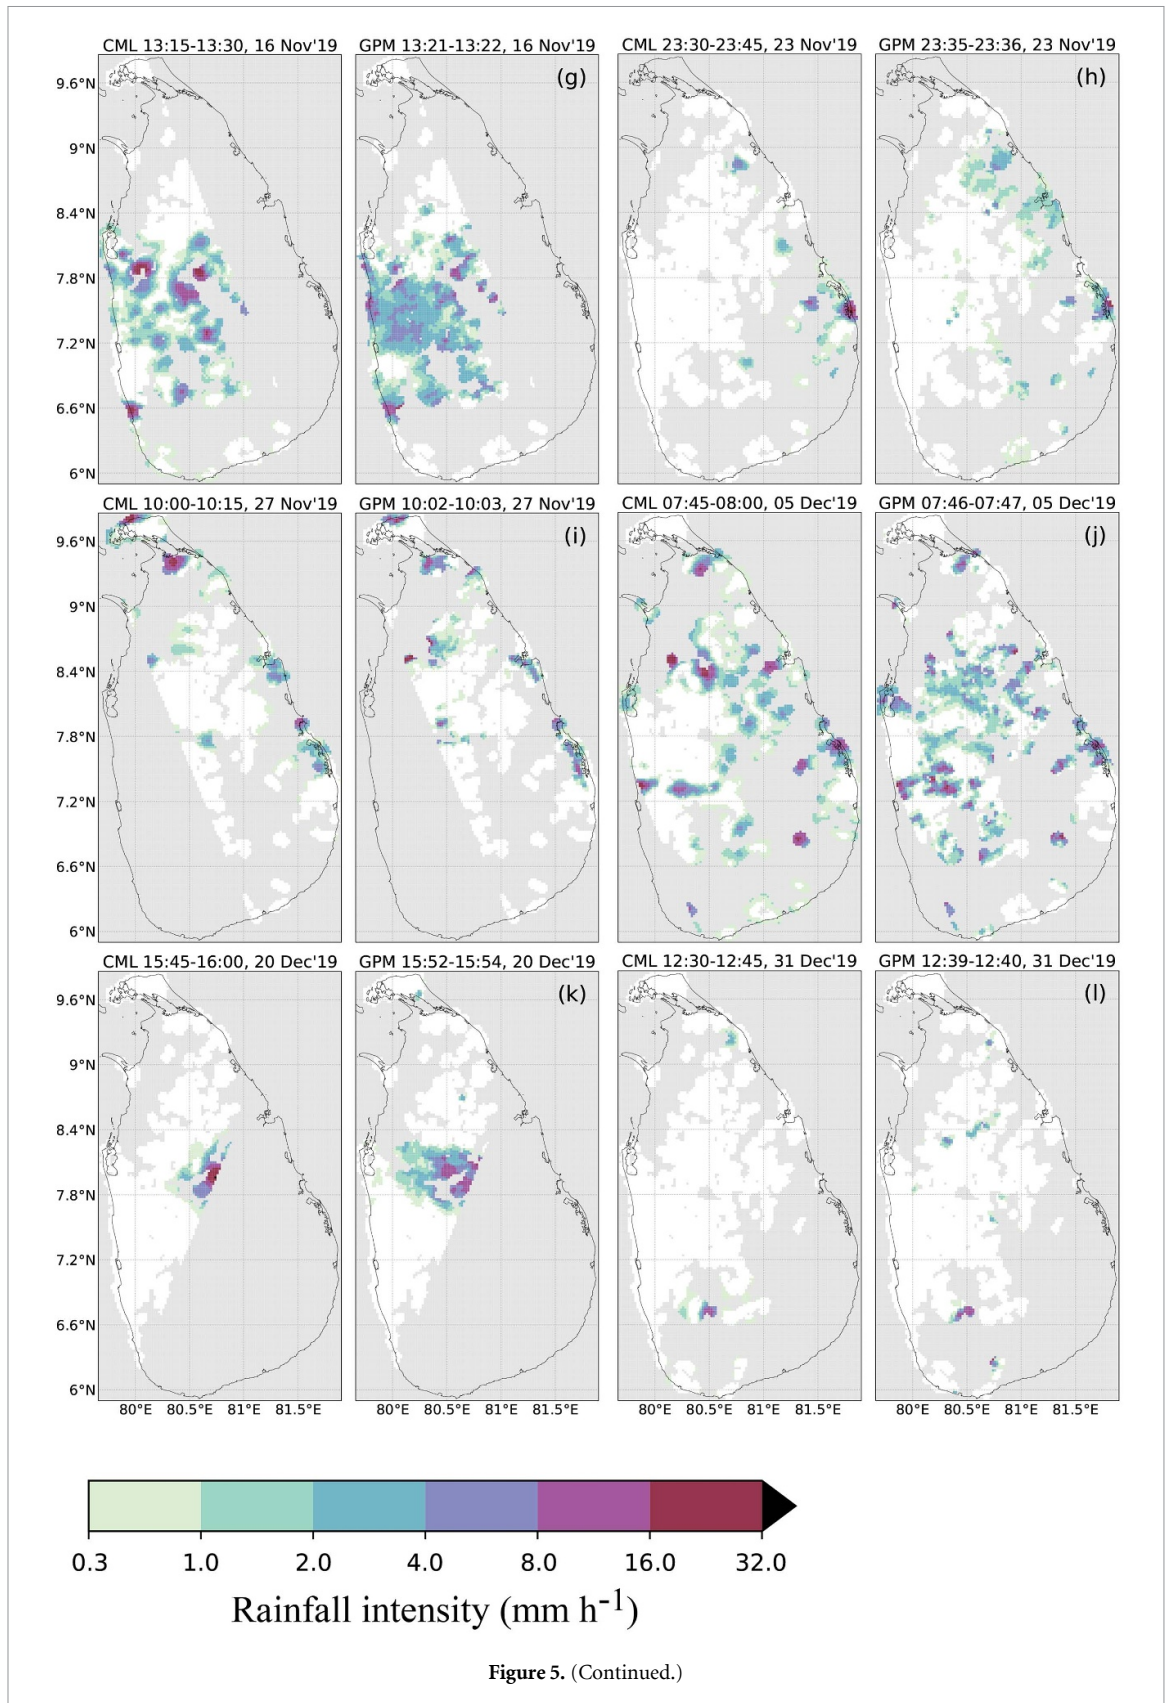 CML 13:15-13:30, 16 Nov'19 GPM 13:21-13:22, 16 Nov'19 CML 23:30-23:45, 23 Nov'19 GPM 23:35-23:36, 23 Nov'19
(g) (h)
9.6°N
9°N
8.4°N
7.8°N
7.2°N
6.6°N
6°N
CML 10:00-10:15, 27 Nov'19 GPM 10:02-10:03, 27 Nov'19 CML 07:45-08:00, 05 Dec'19 GPM 07:46-07:47, 05 Dec'19
(i) (j)
9.6°N
9°N
8.4°N
7.8°N
7.2°N
6.6°N
6°N
CML 15:45-16:00, 20 Dec'19 GPM 15:52-15:54, 20 Dec'19 CML 12:30-12:45, 31 Dec'19 GPM 12:39-12:40, 31 Dec'19
(k) (l)
9.6°N
9°N
8.4°N
7.8°N
7.2°N
6.6°N
6°N
80°E 80.5°E 81°E 81.5°E 80°E 80.5°E 81°E 81.5°E 80°E 80.5°E 81°E 81.5°E 80°E 80.5°E 81°E 81.5°E
0.3 1.0 2.0 4.0 8.0 16.0 32.0
Rainfall intensity (mm h⁻¹)
Figure 5. (Continued.)